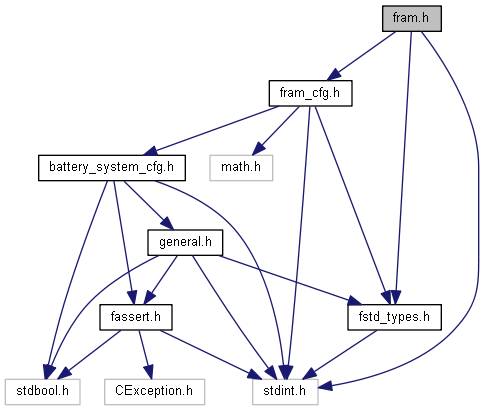 fram.h
fram_cfg.h
battery_system_cfg.h
math.h
general.h
fassert.h
fstd_types.h
stdbool.h
CException.h
stdint.h